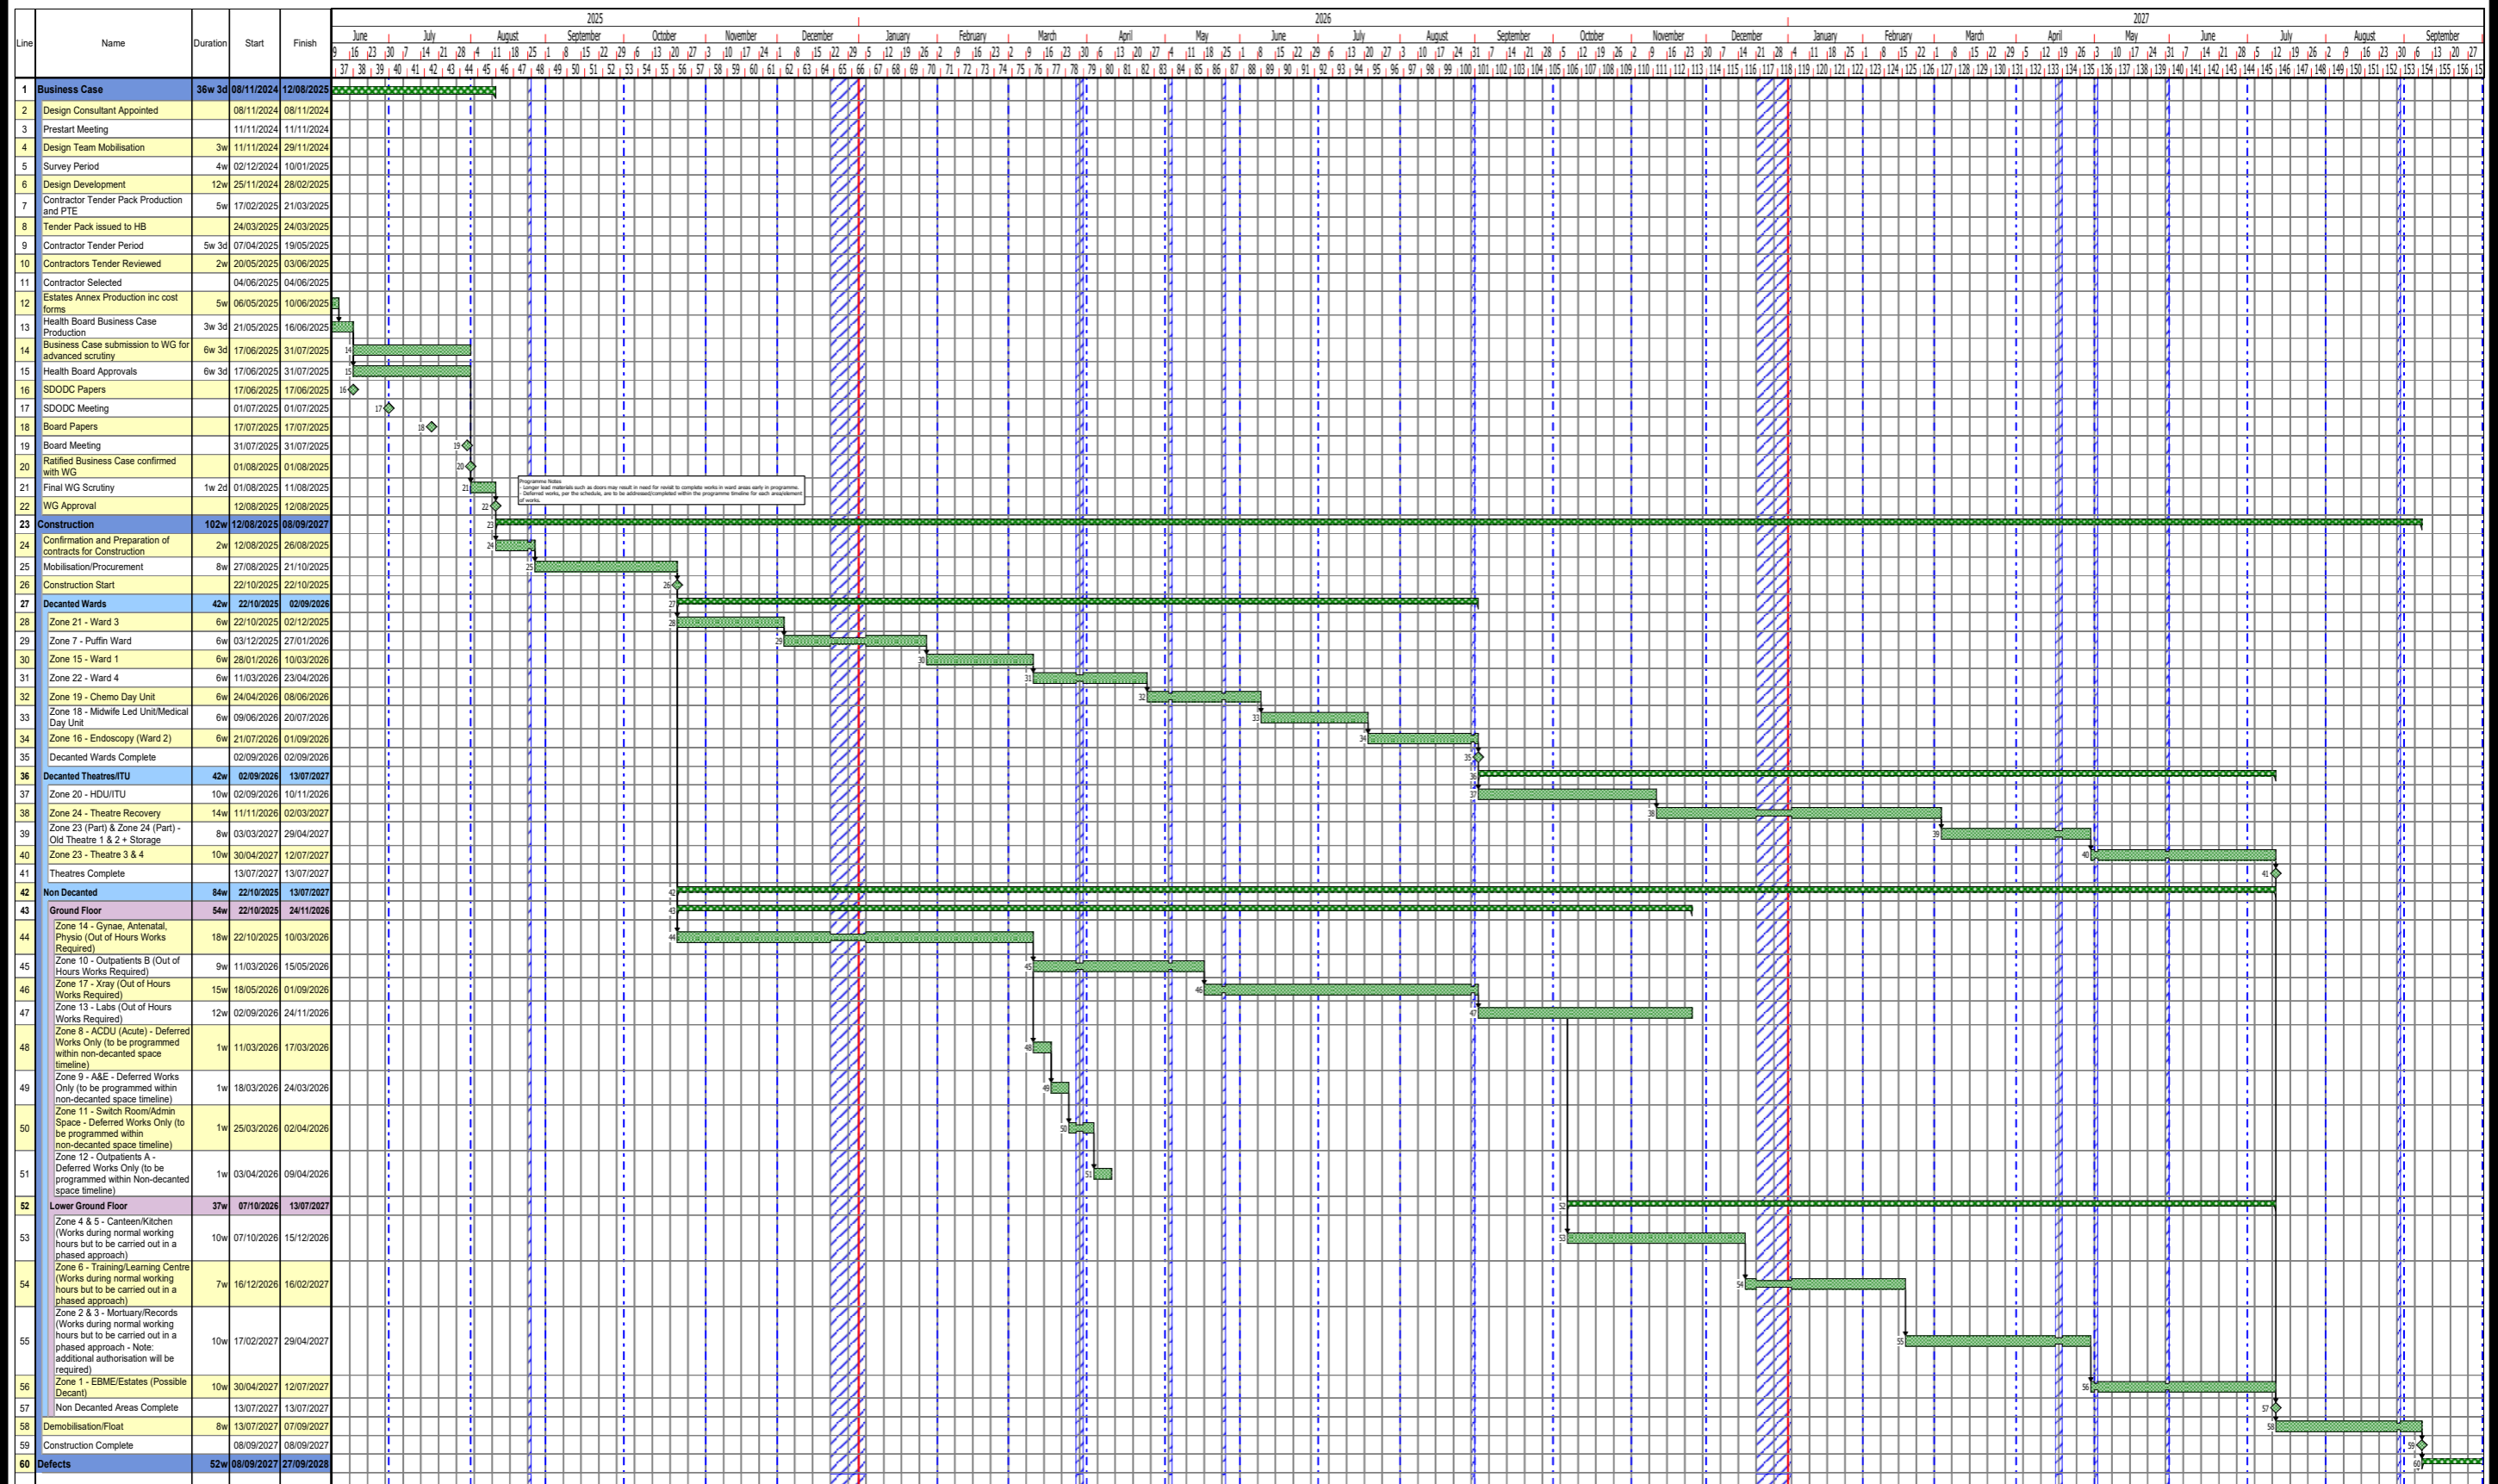 2025 2026 2027
Line Name Duration Start Finish
June July August September October November December January February March April May June July August September October November December January February March April May June July August September
1 Business Case 36w 3d 08/11/2024 12/08/2025
2 Design Consultant Appointed 08/11/2024 08/11/2024
3 Prestart Meeting 11/11/2024 11/11/2024
4 Design Team Mobilisation 3w 11/11/2024 29/11/2024
5 Survey Period 4w 02/12/2024 10/01/2025
6 Design Development 12w 25/11/2024 28/02/2025
7 Contractor Tender Pack Production
and PTE 5w 17/02/2025 21/03/2025
8 Tender Pack issued to HB 24/03/2025 24/03/2025
9 Contractor Tender Period 5w 3d 07/04/2025 19/05/2025
10 Contractors Tender Reviewed 2w 20/05/2025 03/06/2025
11 Contractor Selected 04/06/2025 04/06/2025
12 Estates Annex Production inc cost
forms 5w 06/05/2025 10/06/2025
13 Health Board Business Case
Production 3w 3d 21/05/2025 16/06/2025
14 Business Case submission to WG for
advanced scrutiny 6w 3d 17/06/2025 31/07/2025
15 Health Board Approvals 6w 3d 17/06/2025 31/07/2025
16 SDODC Papers 17/06/2025 17/06/2025
17 SDODC Meeting 01/07/2025 01/07/2025
18 Board Papers 17/07/2025 17/07/2025
19 Board Meeting 31/07/2025 31/07/2025
20 Ratified Business Case confirmed
with WG 01/08/2025 01/08/2025
21 Final WG Scrutiny 1w 2d 01/08/2025 11/08/2025
Programme Notes
- Longer lead materials such as doors may result in need for revisit to complete works in ward areas early in programme.
- Deferred works, per the schedule, are to be addressed/completed within the programme timeline for each area/element
of works.
22 WG Approval 12/08/2025 12/08/2025
23 Construction 102w 12/08/2025 08/09/2027
24 Confirmation and Preparation of
contracts for Construction 2w 12/08/2025 26/08/2025
25 Mobilisation/Procurement 8w 27/08/2025 21/10/2025
26 Construction Start 22/10/2025 22/10/2025
27 Decanted Wards 42w 22/10/2025 02/09/2026
28 Zone 21 - Ward 3 6w 22/10/2025 02/12/2025
29 Zone 7 - Puffin Ward 6w 03/12/2025 27/01/2026
30 Zone 15 - Ward 1 6w 28/01/2026 10/03/2026
31 Zone 22 - Ward 4 6w 11/03/2026 23/04/2026
32 Zone 19 - Chemo Day Unit 6w 24/04/2026 08/06/2026
33 Zone 18 - Midwife Led Unit/Medical
Day Unit 6w 09/06/2026 20/07/2026
34 Zone 16 - Endoscopy (Ward 2) 6w 21/07/2026 01/09/2026
35 Decanted Wards Complete 02/09/2026 02/09/2026
36 Decanted Theatres/ITU 42w 02/09/2026 13/07/2027
37 Zone 20 - HDU/ITU 10w 02/09/2026 10/11/2026
38 Zone 24 - Theatre Recovery 14w 11/11/2026 02/03/2027
39 Zone 23 (Part) & Zone 24 (Part) -
Old Theatre 1 & 2 + Storage 8w 03/03/2027 29/04/2027
40 Zone 23 - Theatre 3 & 4 10w 30/04/2027 12/07/2027
41 Theatres Complete 13/07/2027 13/07/2027
42 Non Decanted 84w 22/10/2025 13/07/2027
43 Ground Floor 54w 22/10/2025 24/11/2026
44 Zone 14 - Gynae, Antenatal,
Physio (Out of Hours Works
Required) 18w 22/10/2025 10/03/2026
45 Zone 10 - Outpatients B (Out of
Hours Works Required) 9w 11/03/2026 15/05/2026
46 Zone 17 - Xray (Out of Hours
Works Required) 15w 18/05/2026 01/09/2026
47 Zone 13 - Labs (Out of Hours
Works Required) 12w 02/09/2026 24/11/2026
48 Zone 8 - ACDU (Acute) - Deferred
Works Only (to be programmed
within non-decanted space
timeline) 1w 11/03/2026 17/03/2026
49 Zone 9 - A&E - Deferred Works
Only (to be programmed within
non-decanted space timeline) 1w 18/03/2026 24/03/2026
50 Zone 11 - Switch Room/Admin
Space - Deferred Works Only (to
be programmed within
non-decanted space timeline) 1w 25/03/2026 02/04/2026
51 Zone 12 - Outpatients A -
Deferred Works Only (to be
programmed within Non-decanted
space timeline) 1w 03/04/2026 09/04/2026
52 Lower Ground Floor 37w 07/10/2026 13/07/2027
53 Zone 4 & 5 - Canteen/Kitchen
(Works during normal working
hours but to be carried out in a
phased approach) 10w 07/10/2026 15/12/2026
54 Zone 6 - Training/Learning Centre
(Works during normal working
hours but to be carried out in a
phased approach) 7w 16/12/2026 16/02/2027
55 Zone 2 & 3 - Mortuary/Records
(Works during normal working
hours but to be carried out in a
phased approach - Note:
additional authorisation will be
required) 10w 17/02/2027 29/04/2027
56 Zone 1 - EBME/Estates (Possible
Decant) 10w 30/04/2027 12/07/2027
57 Non Decanted Areas Complete 13/07/2027 13/07/2027
58 Demobilisation/Float 8w 13/07/2027 07/09/2027
59 Construction Complete 08/09/2027 08/09/2027
60 Defects 52w 08/09/2027 27/09/2028